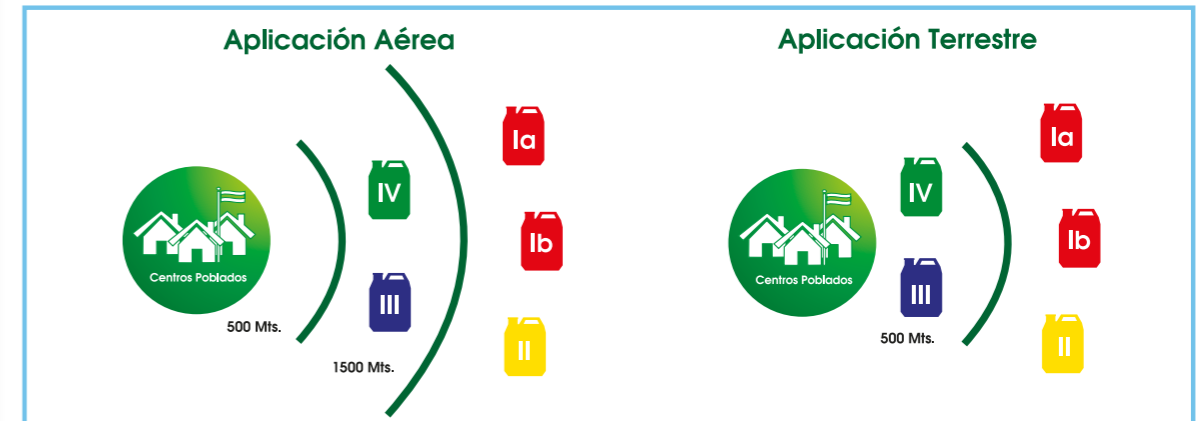 Aplicación Aérea
Ia
IV
Ib
Centros Poblados
III
500 Mts.
II
1500 Mts.
Aplicación Terrestre
Ia
IV
Ib
Centros Poblados
III
500 Mts.
II